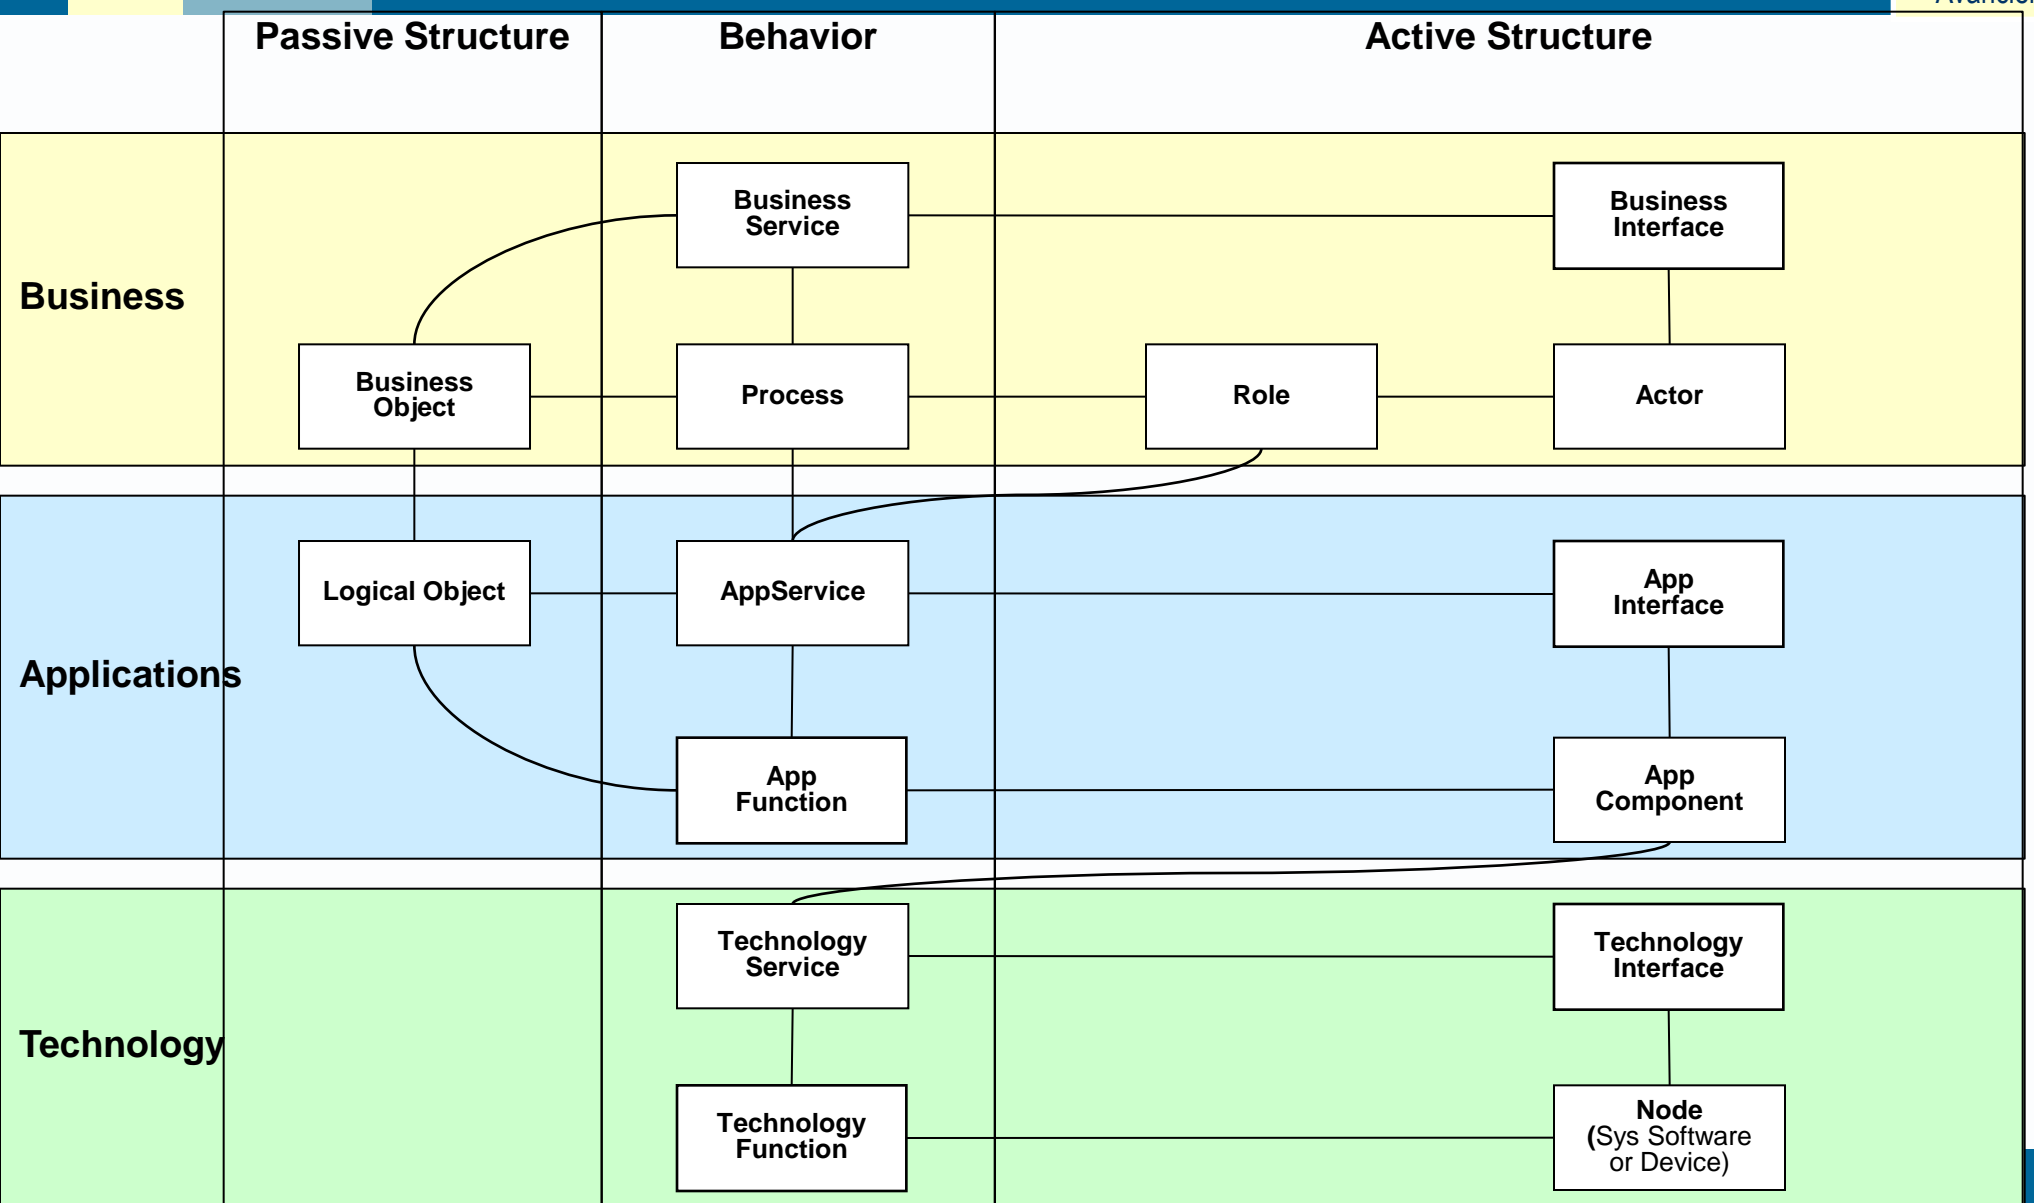 Passive Structure
Behavior
Active Structure
Business
Business
Service
Business
Interface
Business
Object
Process
Role
Actor
Applications
Logical Object
AppService
App
Interface
App
Function
App
Component
Technology
Technology
Service
Technology
Interface
Technology
Function
Node
(Sys Software
or Device)